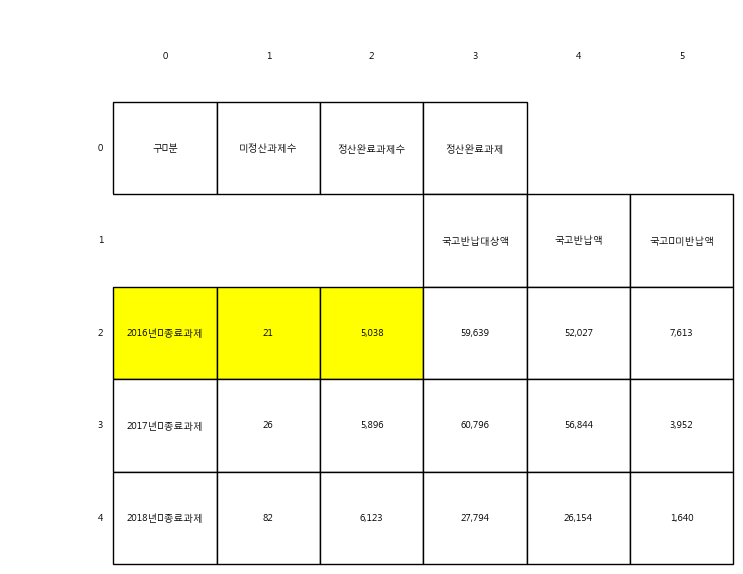 0 1 2 3 4 5
0 구□분 미정산과제수 정산완료과제수 정산완료과제
1 국고반납대상액 국고반납액 국고□미반납액
2 2016년□종료과제 21 5,038 59,639 52,027 7,613
3 2017년□종료과제 26 5,896 60,796 56,844 3,952
4 2018년□종료과제 82 6,123 27,794 26,154 1,640